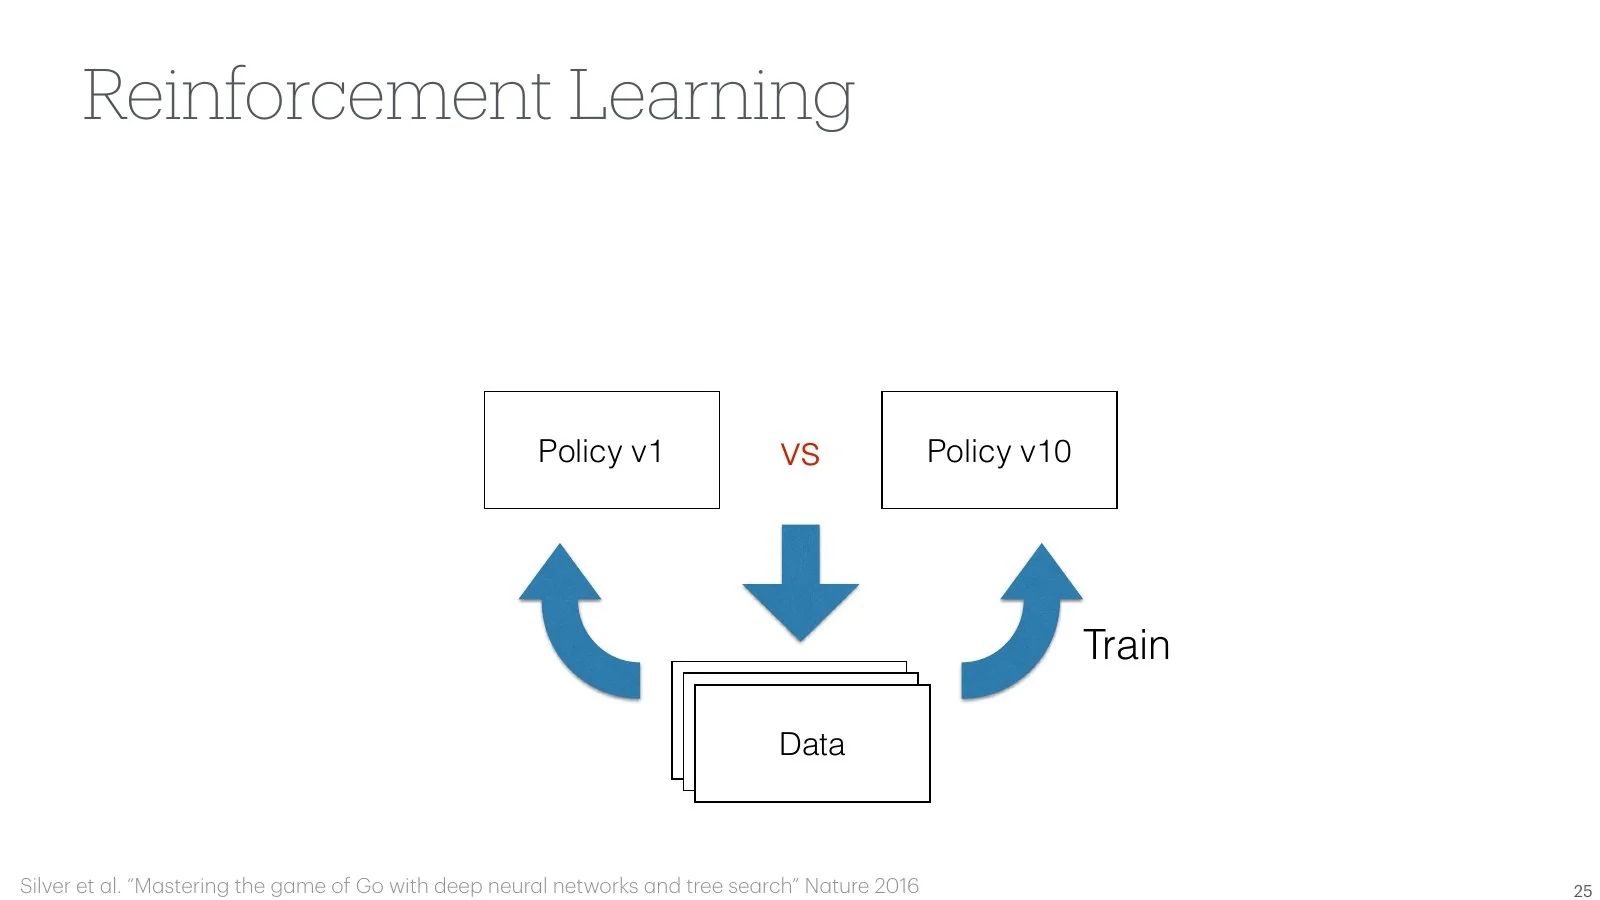 Reinforcement Learning
Policy v1
vs
Policy v10
Train
Data
Silver et al. “Mastering the game of Go with deep neural networks and tree search” Nature 2016
25